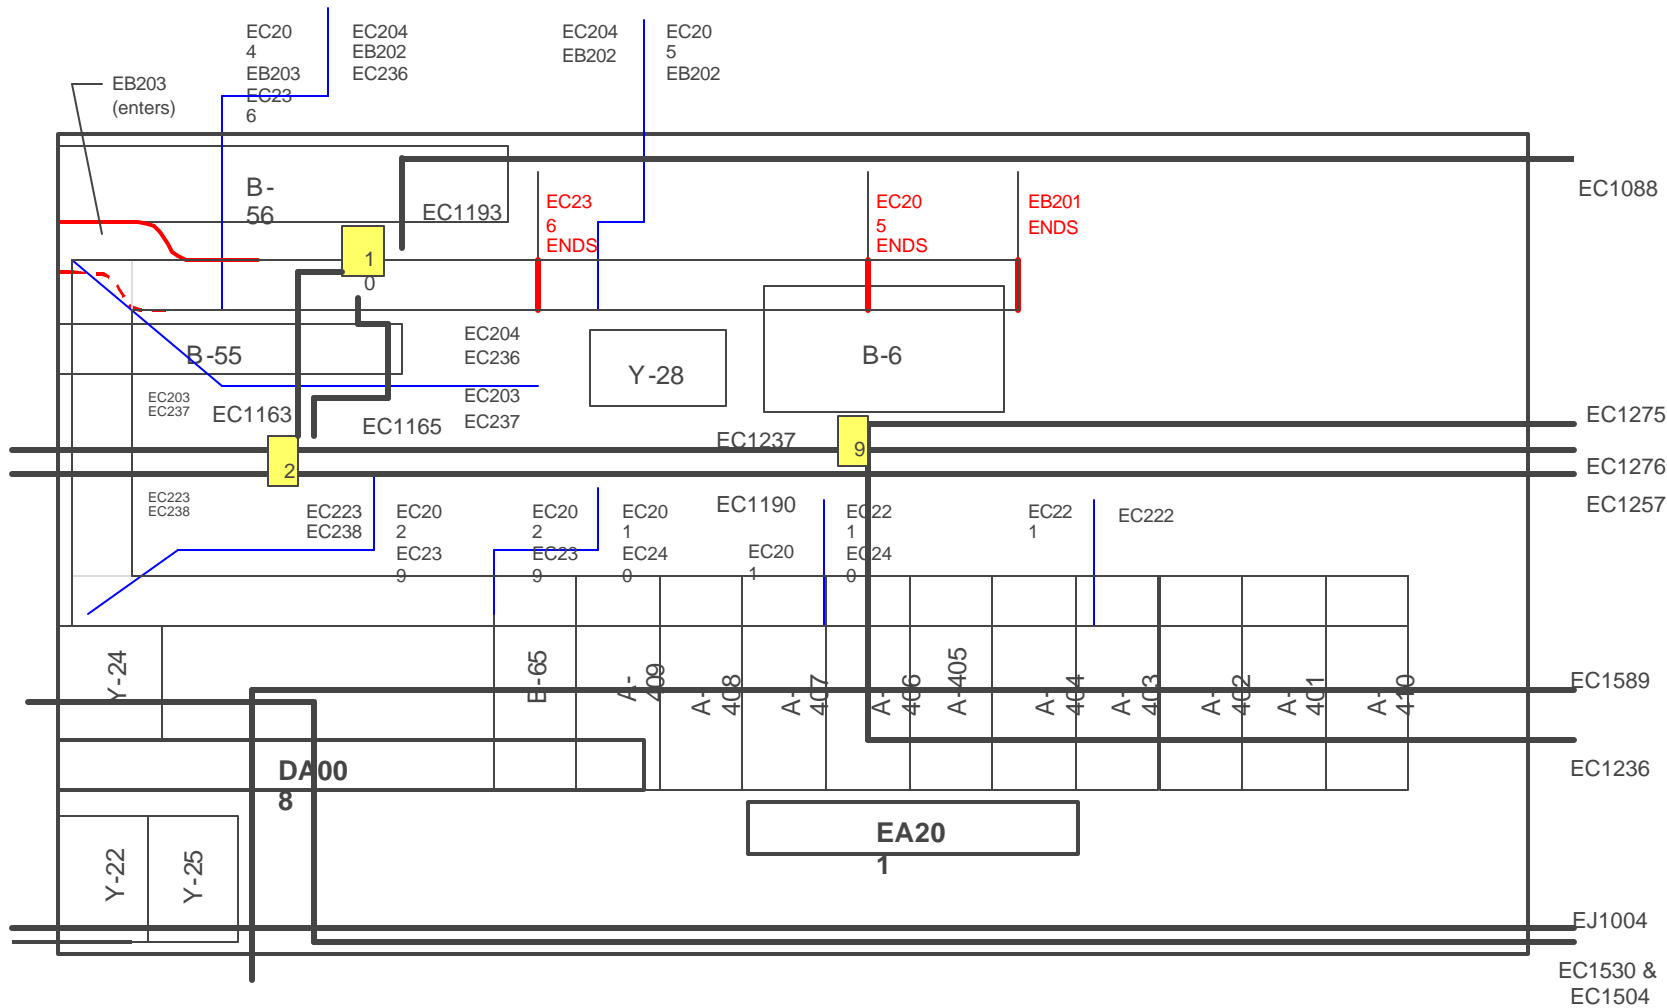 EC20
4
EB203
EC23
6
EC204
EB202
EC236
EC204
EB202
EC20
5
EB202
EB203
(enters)
B-
56
EC1193
EC1088
EC23
6
ENDS
EC20
5
ENDS
EB201
ENDS
1
0
B-55
EC204
EC236
Y-28
B-6
EC203
EC237
EC203
EC237
EC1163
EC1165
EC1237
EC1275
2
9
EC1276
EC223
EC238
EC223
EC238
EC20
2
EC23
9
EC20
2
EC23
9
EC20
1
EC24
0
EC1190
EC20
1
EC22
1
EC24
0
EC22
1
EC222
EC1257
Y-24
B-65
A-
409
A-
408
A-
407
A-
406
A-405
A-
404
A-
403
A-
402
A-
401
A-
410
EC1589
DA00
8
EC1236
EA20
1
Y-22
Y-25
EJ1004
EC1530 &
EC1504